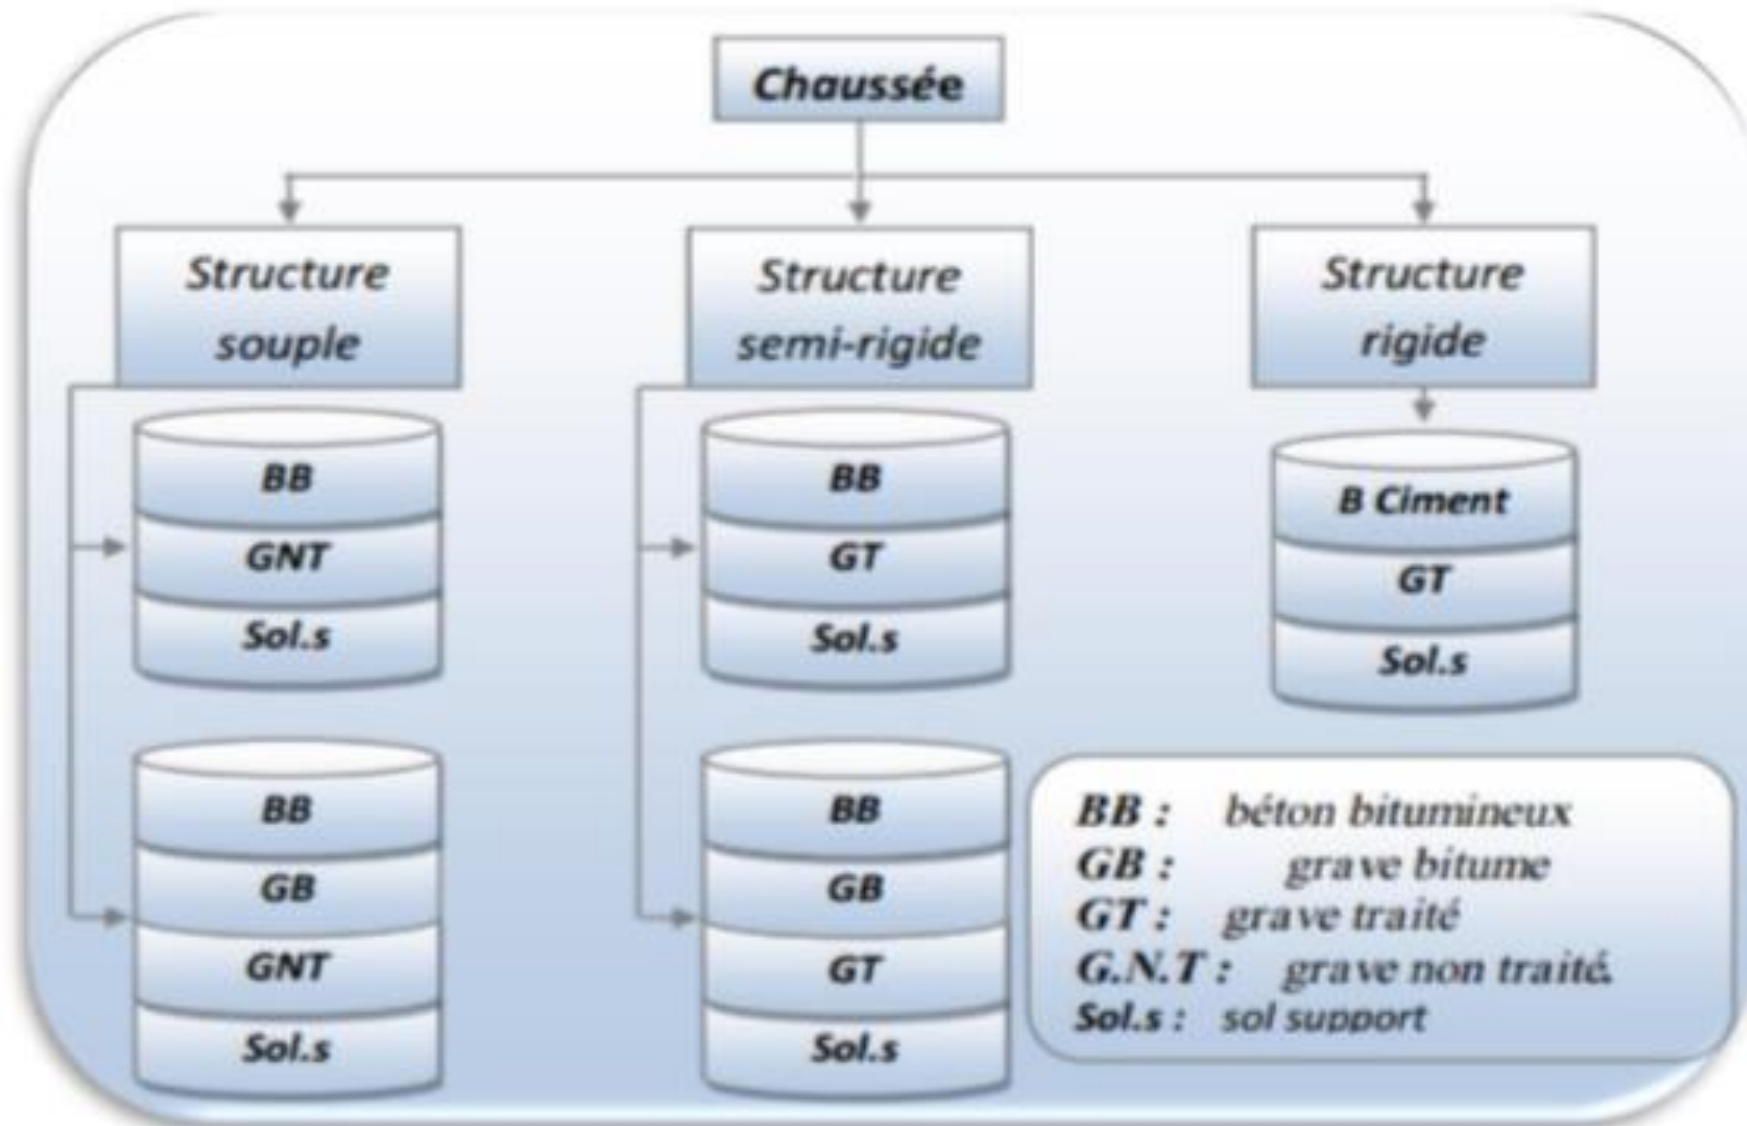 Chaussée
Structure
souple
Structure
semi-rigide
Structure
rigide
BB
GNT
Sol.s
BB
GB
GNT
Sol.s
BB
GT
Sol.s
BB
GB
GT
Sol.s
B Ciment
GT
Sol.s
BB : béton bitumineux
GB : grave bitume
GT : grave traité
G.N.T : grave non traité.
Sol.s : sol support